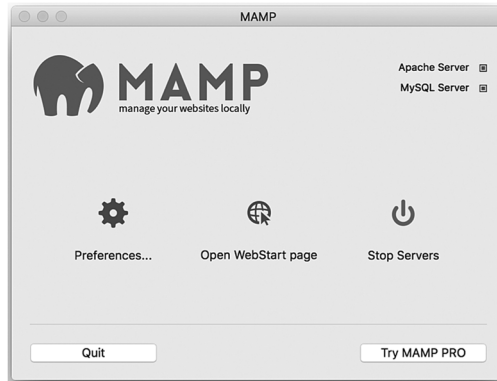 MAMP
MAMP
manage your websites locally
Apache Server
MySQL Server
Preferences...
Open WebStart page
Stop Servers
Quit
Try MAMP PRO